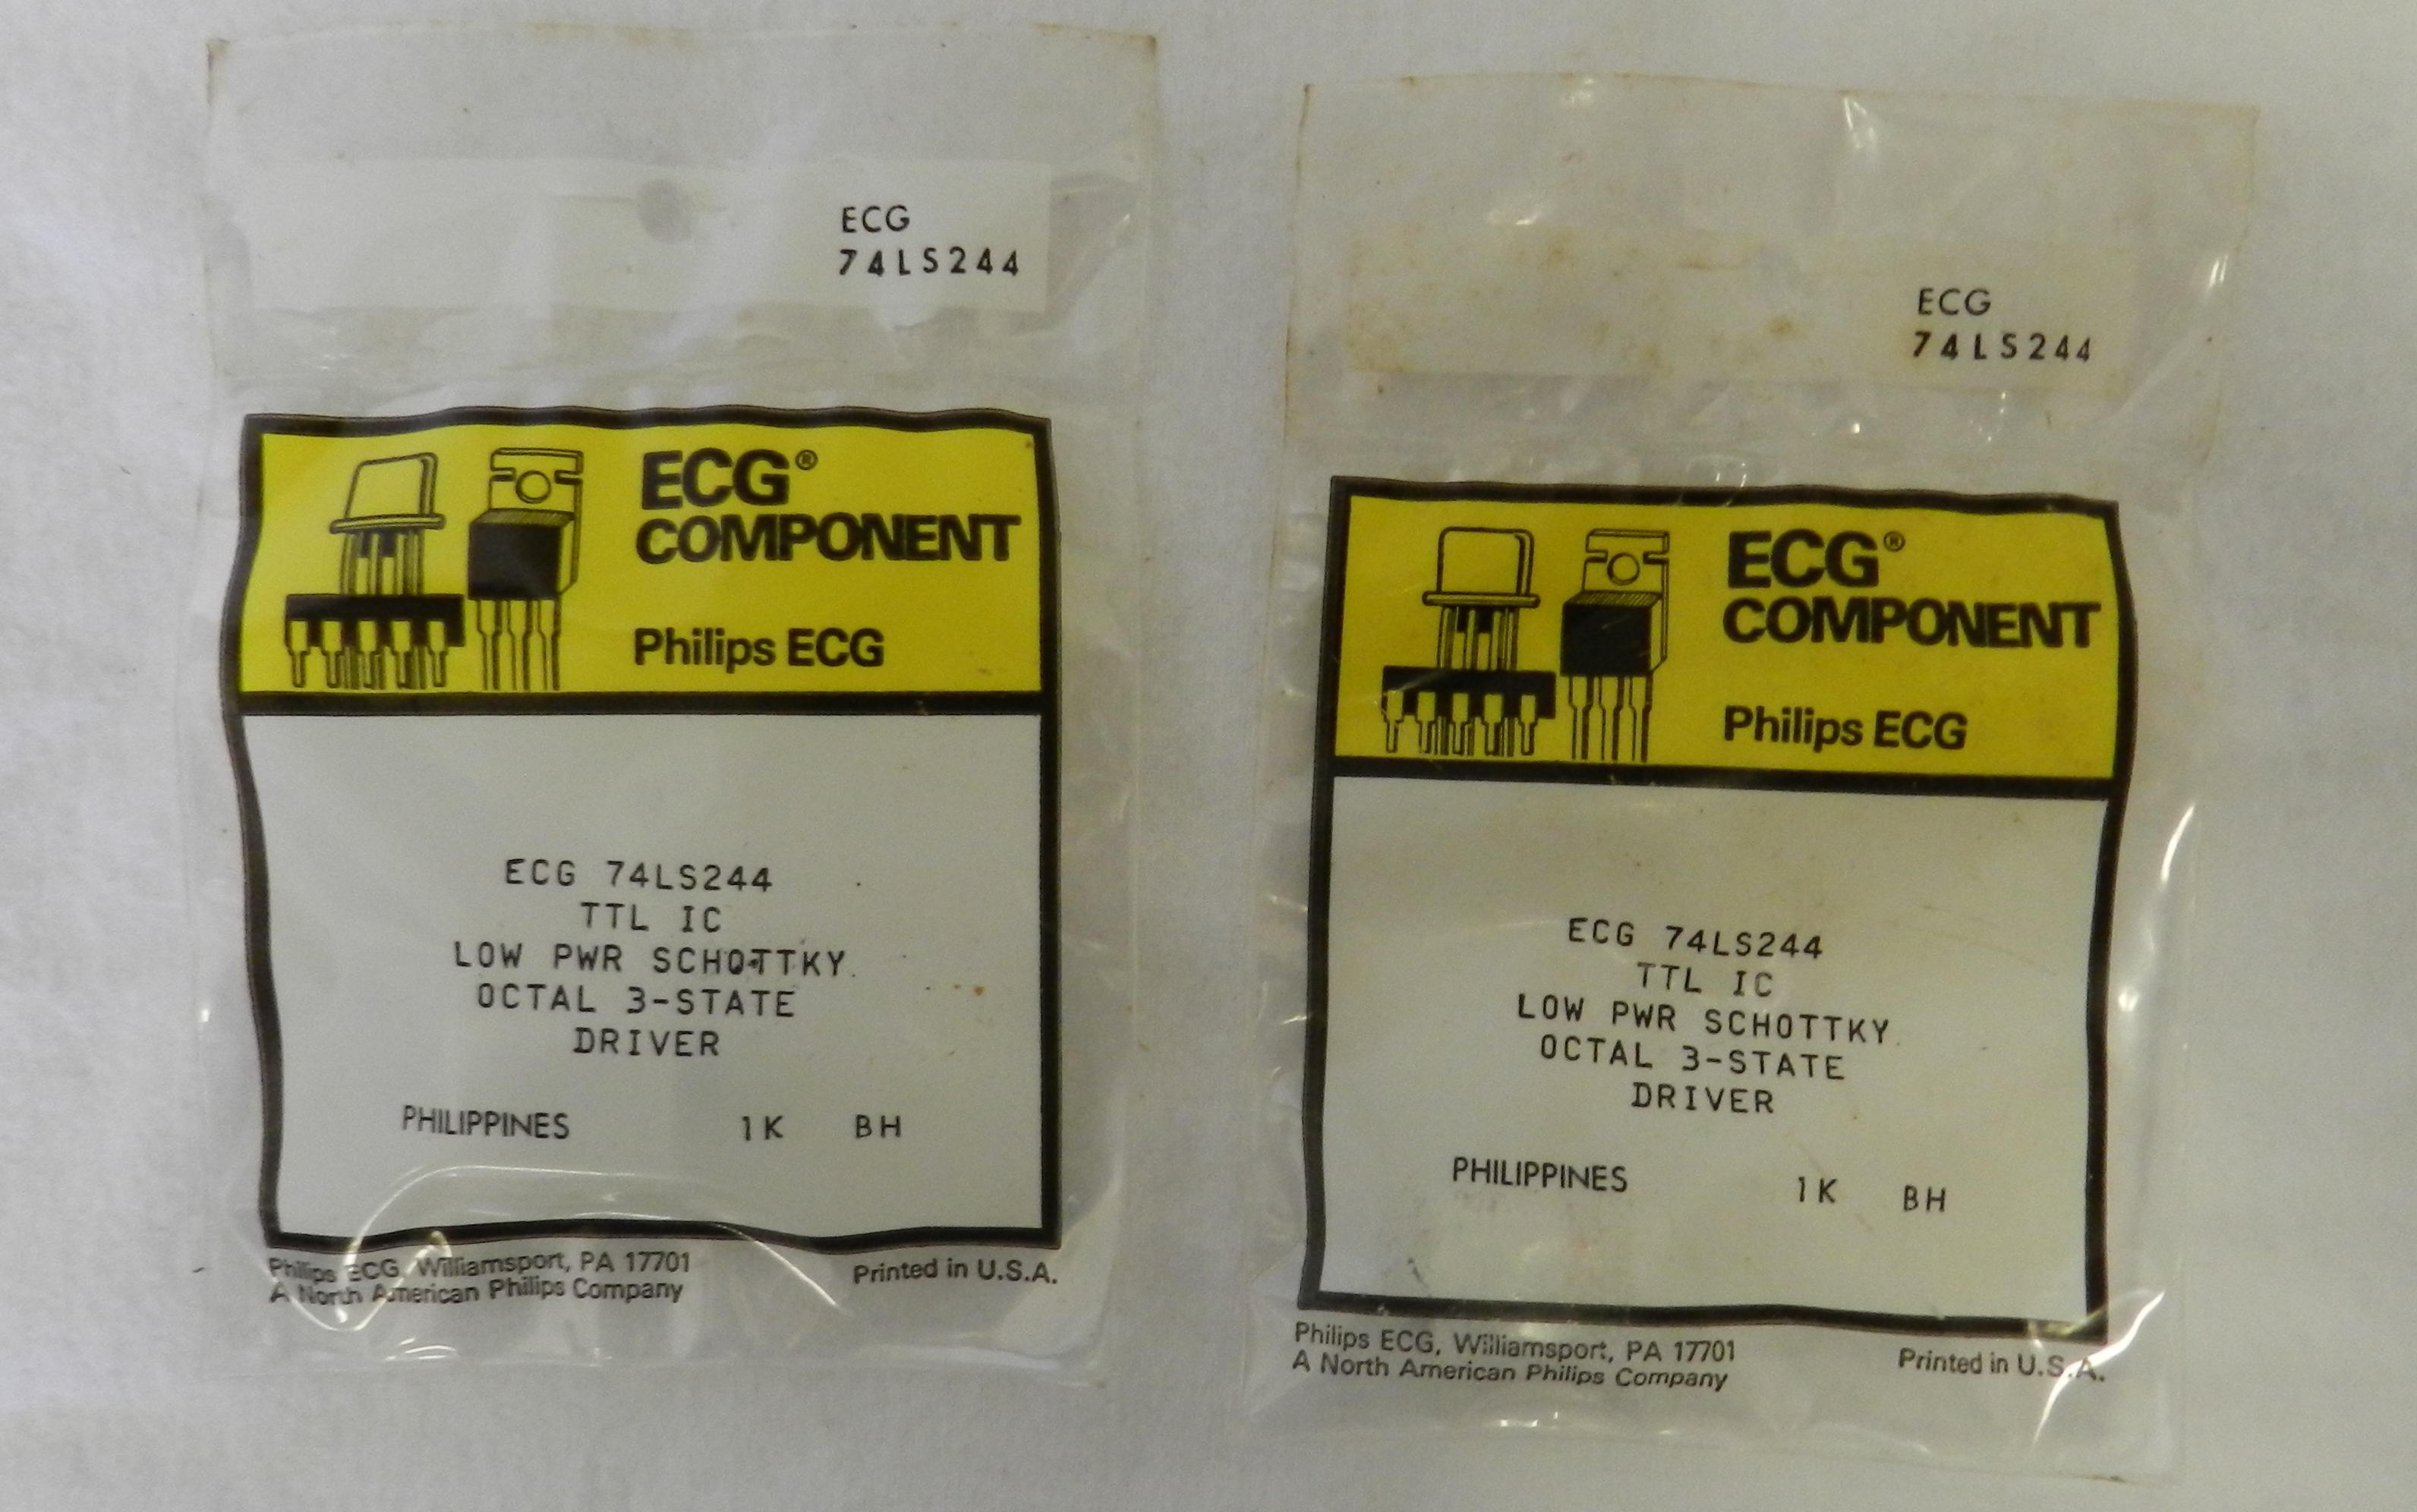 ECG
74LS244
ECG®
COMPONENT
Philips ECG
ECG 74LS244
TTL IC
LOW PWR SCHOTTKY
OCTAL 3-STATE
DRIVER
PHILIPPINES 1K BH
Philips ECG, Williamsport, PA 17701
A North American Philips Company
Printed in U.S.A.
ECG
74LS244
ECG®
COMPONENT
Philips ECG
ECG 74LS244
TTL IC
LOW PWR SCHOTTKY
OCTAL 3-STATE
DRIVER
PHILIPPINES 1K BH
Philips ECG, Williamsport, PA 17701
A North American Philips Company
Printed in U.S.A.